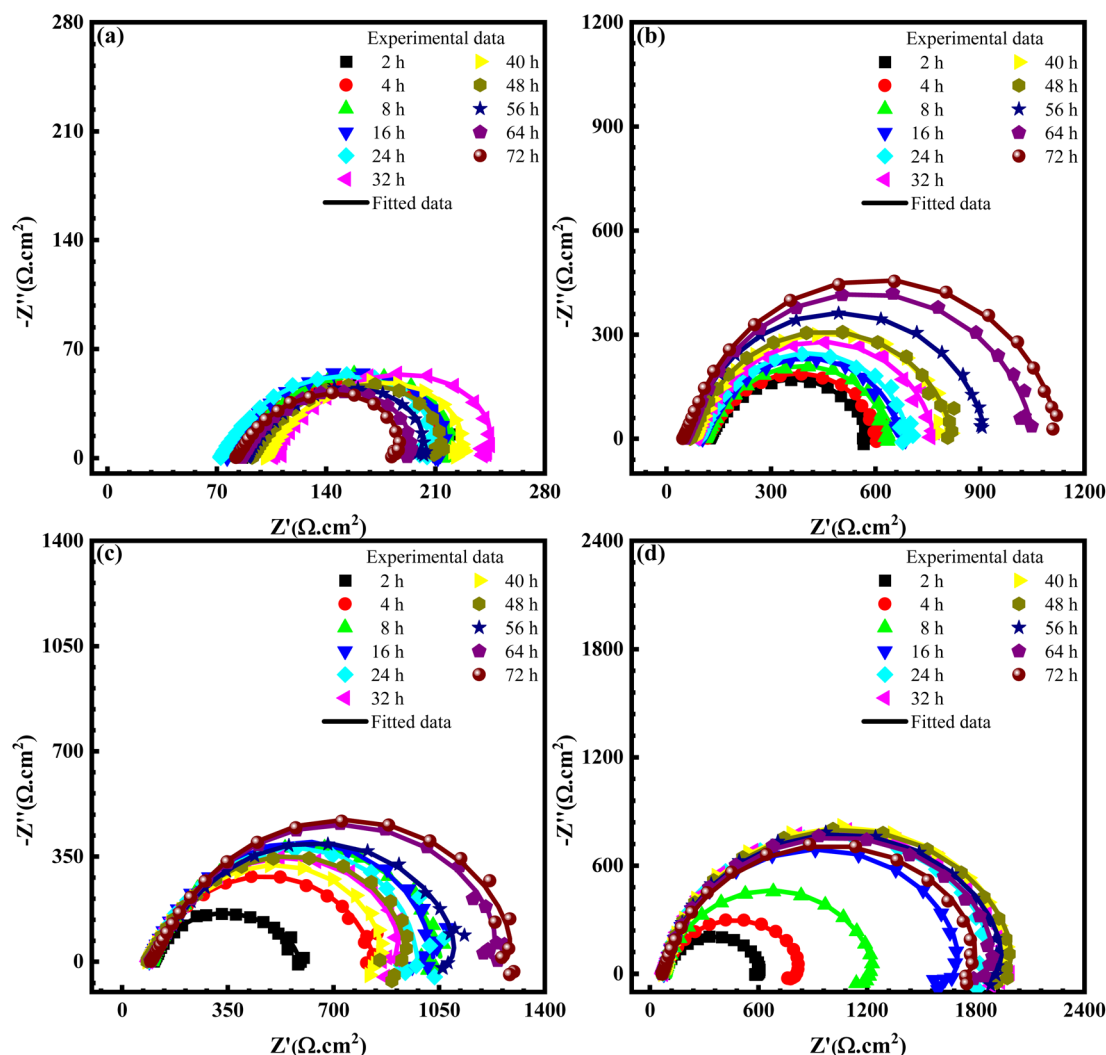 (a)
Experimental data
2 h 40 h
4 h 48 h
8 h 56 h
16 h 64 h
24 h 72 h
32 h
Fitted data
280
210
140
70
0
-Z''(Ω.cm²)
0 70 140 210 280
Z'(Ω.cm²)
(b)
Experimental data
2 h 40 h
4 h 48 h
8 h 56 h
16 h 64 h
24 h 72 h
32 h
Fitted data
1200
900
600
300
0
-Z''(Ω.cm²)
0 300 600 900 1200
Z'(Ω.cm²)
(c)
Experimental data
2 h 40 h
4 h 48 h
8 h 56 h
16 h 64 h
24 h 72 h
32 h
Fitted data
1400
1050
700
350
0
-Z''(Ω.cm²)
0 350 700 1050 1400
Z'(Ω.cm²)
(d)
Experimental data
2 h 40 h
4 h 48 h
8 h 56 h
16 h 64 h
24 h 72 h
32 h
Fitted data
2400
1800
1200
600
0
-Z''(Ω.cm²)
0 600 1200 1800 2400
Z'(Ω.cm²)